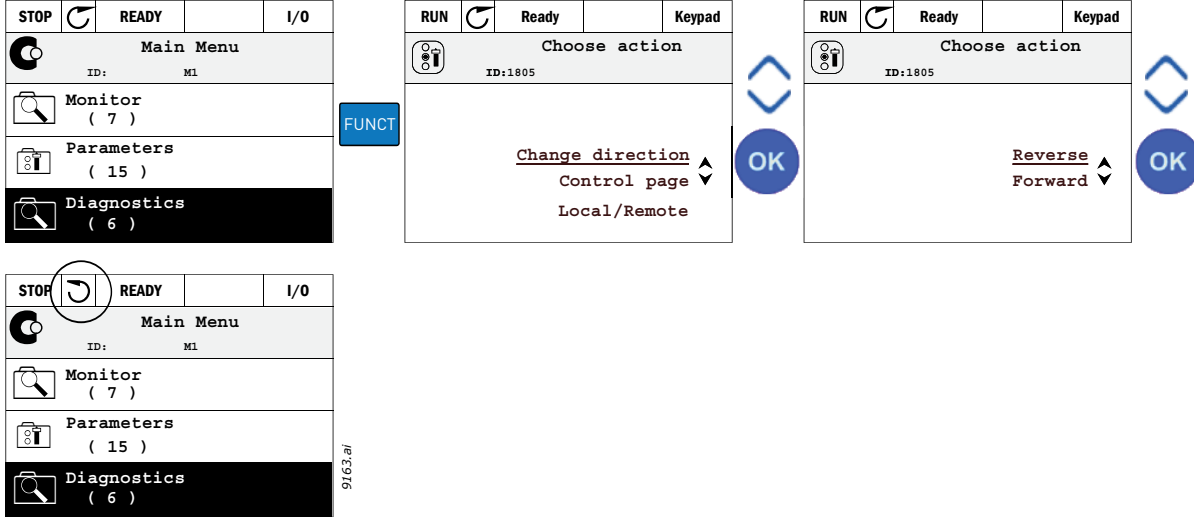 STOP READY I/O
Main Menu
ID: M1
Monitor
( 7 )
Parameters
( 15 )
Diagnostics
( 6 )
FUNCT
RUN Ready Keypad
Choose action
ID:1805
Change direction
Control page
Local/Remote
OK
RUN Ready Keypad
Choose action
ID:1805
Reverse
Forward
OK
STOP READY I/O
Main Menu
ID: M1
Monitor
( 7 )
Parameters
( 15 )
Diagnostics
( 6 )
9163.ai